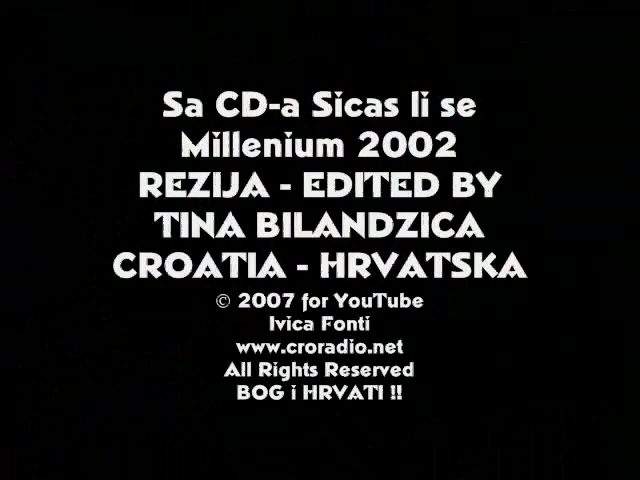 Sa CD-a Sicas li se
Millenium 2002
REZIJA - EDITED BY
TINA BILANDZICA
CROATIA - HRVATSKA
© 2007 for YouTube
Ivica Fonti
www.croradio.net
All Rights Reserved
BOG i HRVATI !!